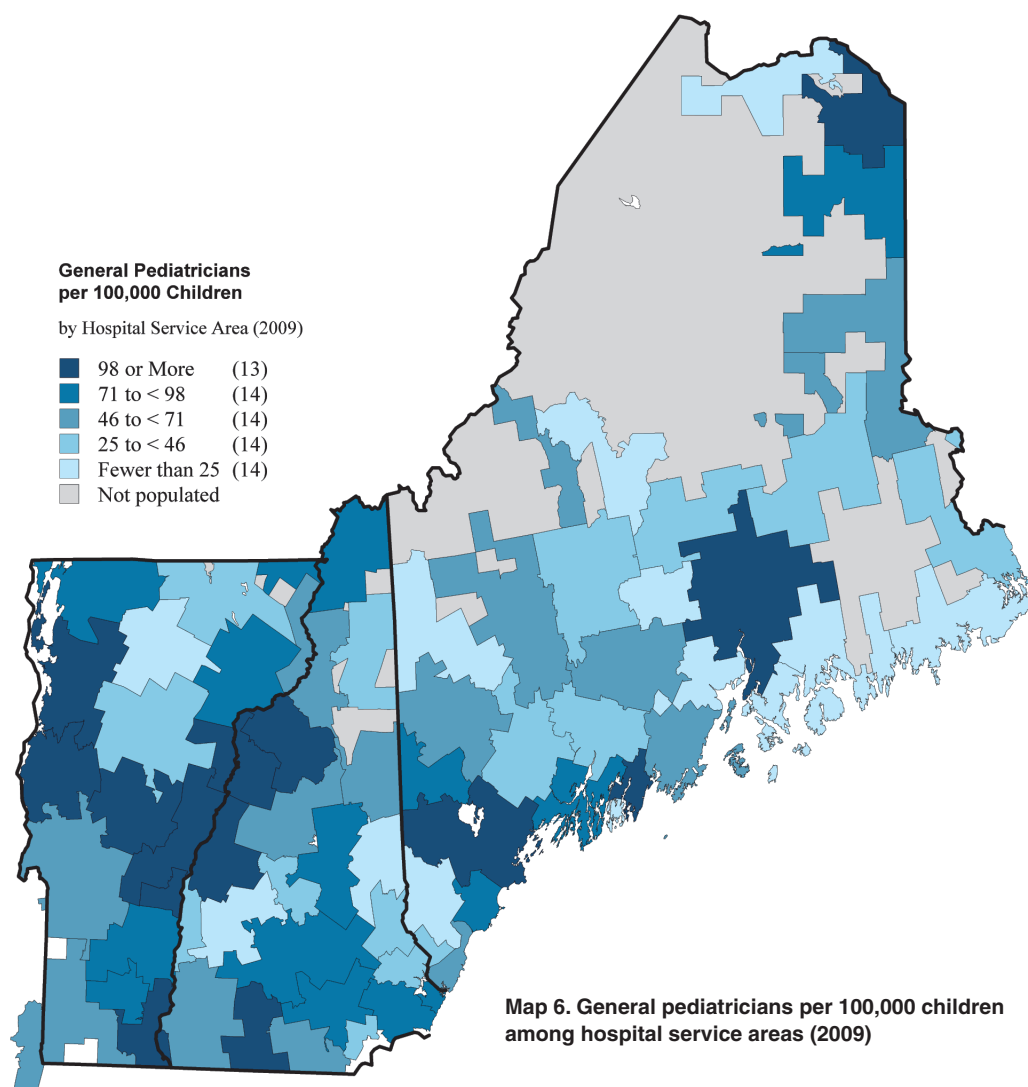 General Pediatricians
per 100,000 Children
by Hospital Service Area (2009)
98 or More (13)
71 to < 98 (14)
46 to < 71 (14)
25 to < 46 (14)
Fewer than 25 (14)
Not populated
Map 6. General pediatricians per 100,000 children
among hospital service areas (2009)